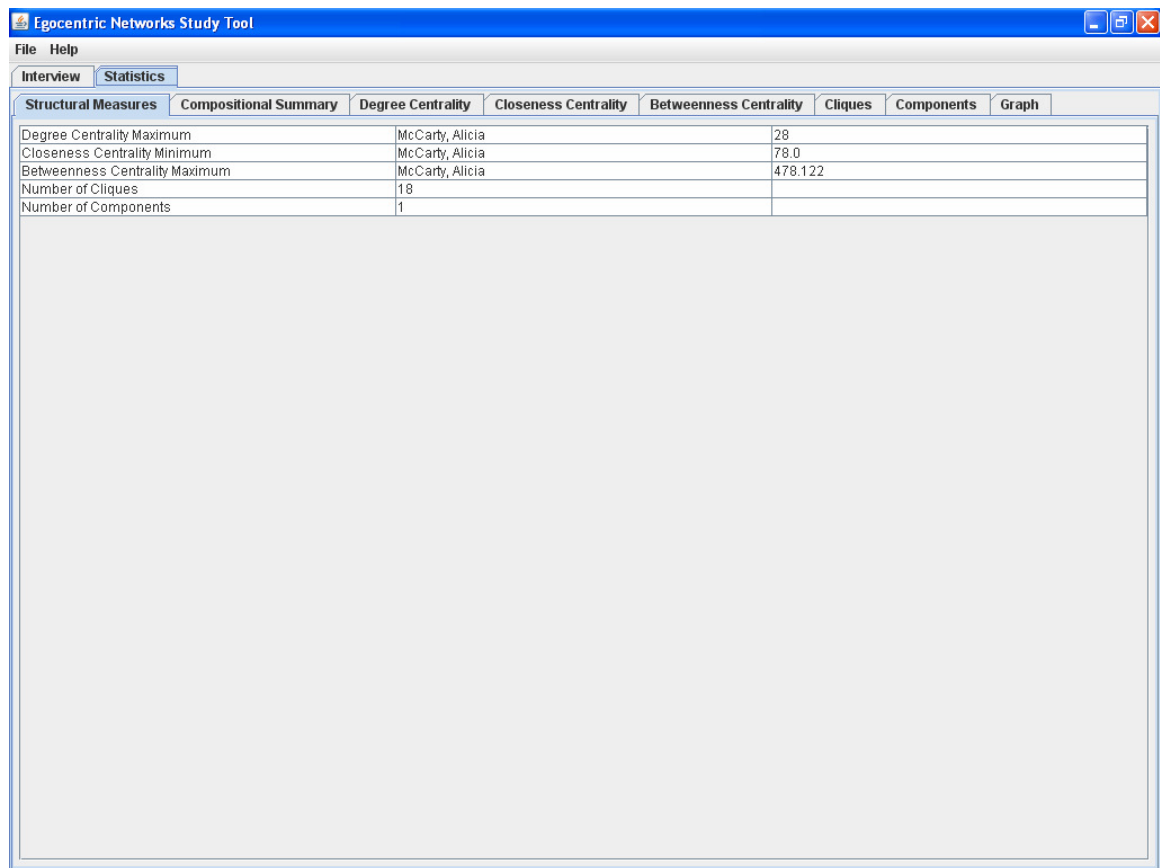 Egocentric Networks Study Tool
File Help
Interview Statistics
Structural Measures Compositional Summary Degree Centrality Closeness Centrality Betweenness Centrality Cliques Components Graph
Degree Centrality Maximum McCarty, Alicia 28
Closeness Centrality Minimum McCarty, Alicia 78.0
Betweenness Centrality Maximum McCarty, Alicia 478.122
Number of Cliques 18
Number of Components 1